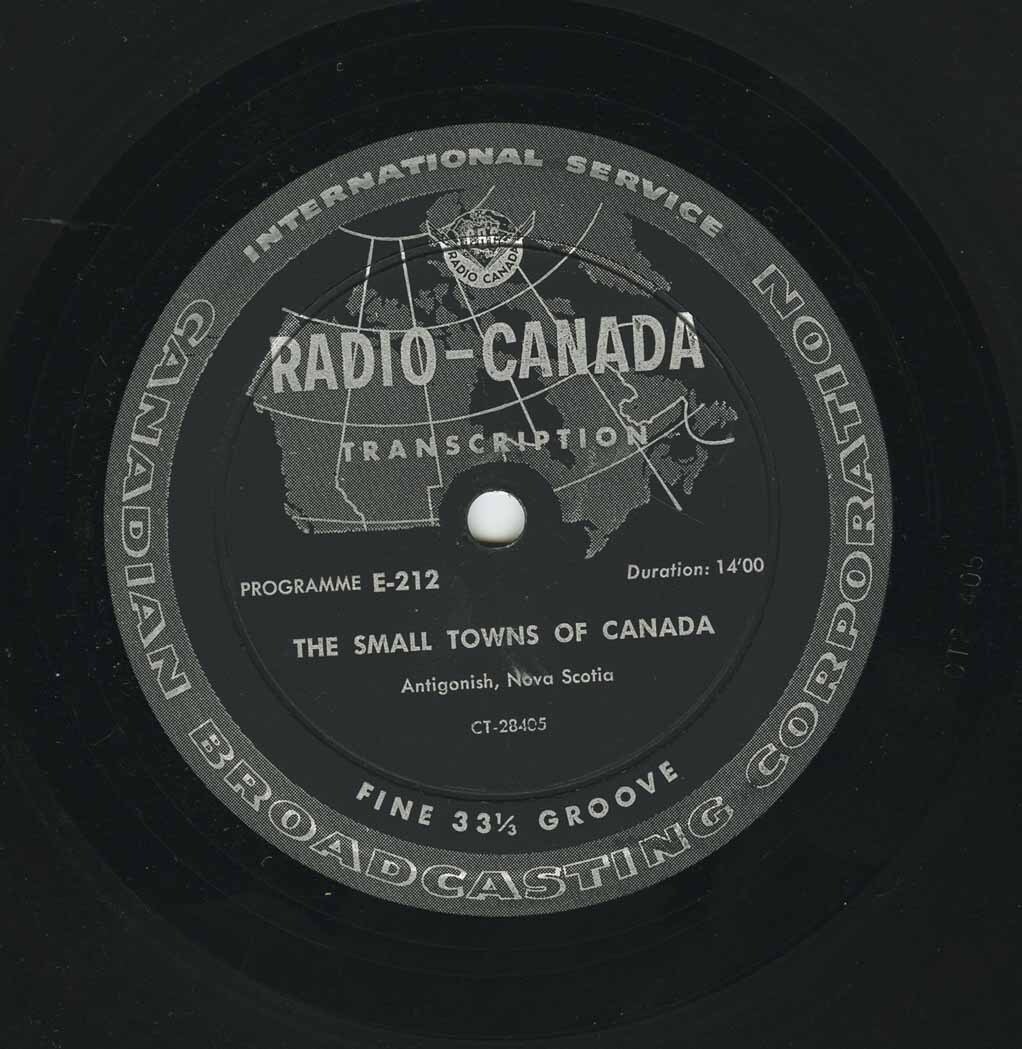 INTERNATIONAL SERVICE
CANADIAN BROADCASTING CORPORATION
CBC
RADIO CANADA
RADIO-CANADA
TRANSCRIPTION
PROGRAMME E-212
Duration: 14'00
THE SMALL TOWNS OF CANADA
Antigonish, Nova Scotia
CT-28405
FINE 33⅓ GROOVE